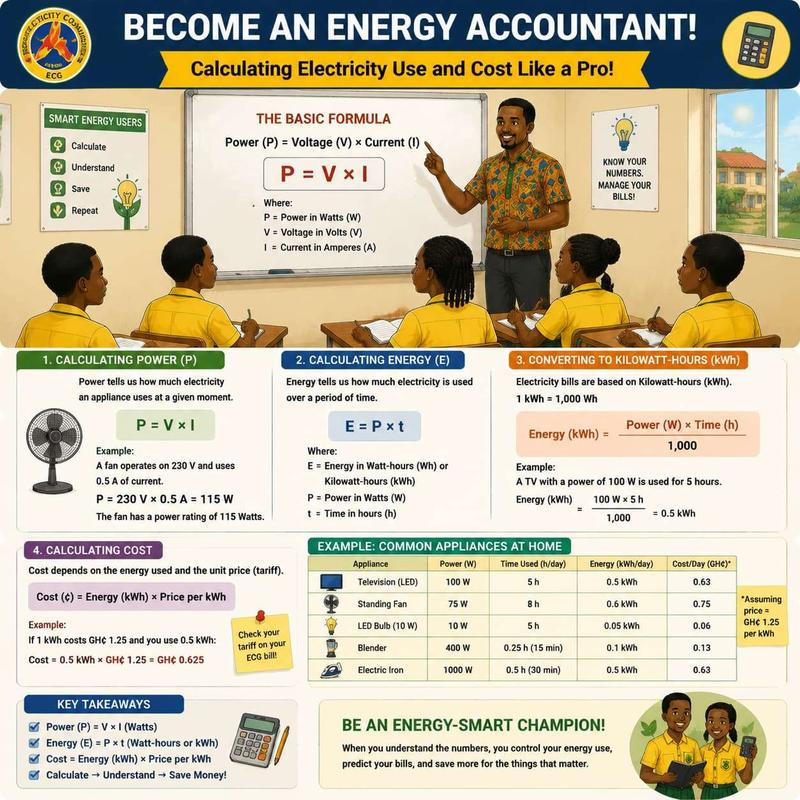 BECOME AN ENERGY ACCOUNTANT!
Calculating Electricity Use and Cost Like a Pro!
ECG
SMART ENERGY USERS
Calculate
Understand
Save
Repeat
THE BASIC FORMULA
Power (P) = Voltage (V) × Current (I)
P = V × I
Where:
P = Power in Watts (W)
V = Voltage in Volts (V)
I = Current in Amperes (A)
KNOW YOUR
NUMBERS.
MANAGE YOUR
BILLS!
1. CALCULATING POWER (P)
Power tells us how much electricity
an appliance uses at a given moment.
P = V × I
Example:
A fan operates on 230 V and uses
0.5 A of current.
P = 230 V × 0.5 A = 115 W
The fan has a power rating of 115 Watts.
2. CALCULATING ENERGY (E)
Energy tells us how much electricity is used
over a period of time.
E = P × t
Where:
E = Energy in Watt-hours (Wh) or
Kilowatt-hours (kWh)
P = Power in Watts (W)
t = Time in hours (h)
3. CONVERTING TO KILOWATT-HOURS (kWh)
Electricity bills are based on Kilowatt-hours (kWh).
1 kWh = 1,000 Wh
Energy (kWh) = Power (W) × Time (h)
1,000
Example:
A TV with a power of 100 W is used for 5 hours.
Energy (kWh) = 100 W × 5 h
1,000 = 0.5 kWh
4. CALCULATING COST
Cost depends on the energy used and the unit price (tariff).
Cost (¢) = Energy (kWh) × Price per kWh
Example:
If 1 kWh costs GH¢ 1.25 and you use 0.5 kWh:
Cost = 0.5 kWh × GH¢ 1.25 = GH¢ 0.625
Check your
tariff on your
ECG bill!
EXAMPLE: COMMON APPLIANCES AT HOME
Appliance Power (W) Time Used (h/day) Energy (kWh/day) Cost/Day (GH¢)*
Television (LED) 100 W 5 h 0.5 kWh 0.63
Standing Fan 75 W 8 h 0.6 kWh 0.75
LED Bulb (10 W) 10 W 5 h 0.05 kWh 0.06
Blender 400 W 0.25 h (15 min) 0.1 kWh 0.13
Electric Iron 1000 W 0.5 h (30 min) 0.5 kWh 0.63
*Assuming
price =
GH¢ 1.25
per kWh
KEY TAKEAWAYS
Power (P) = V × I (Watts)
Energy (E) = P × t (Watt-hours or kWh)
Cost = Energy (kWh) × Price per kWh
Calculate → Understand → Save Money!
BE AN ENERGY-SMART CHAMPION!
When you understand the numbers, you control your energy use,
predict your bills, and save more for the things that matter.